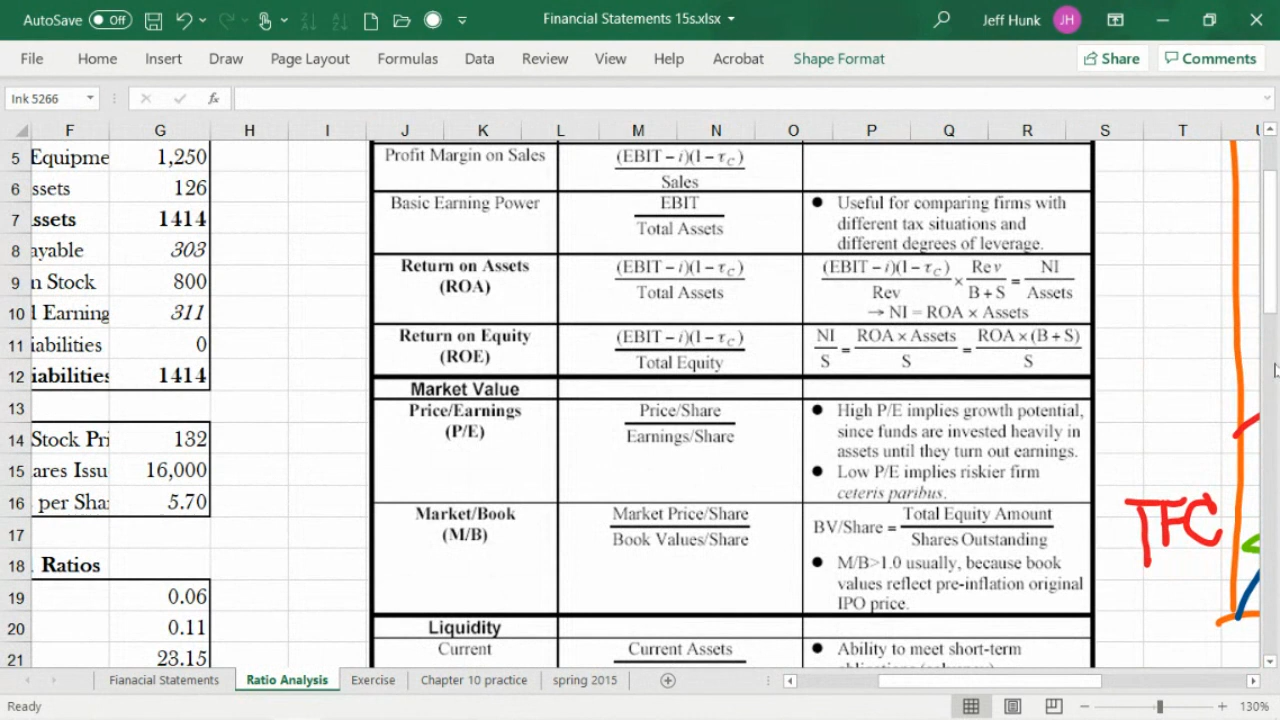 AutoSave Off Financial Statements 15s.xlsx Jeff Hunk JH
File Home Insert Draw Page Layout Formulas Data Review View Help Acrobat Shape Format Share Comments
Ink 5266 fx
F G H I J K L M N O P Q R S T U
5 Equipme 1,250
6 ssets 126
7 ssets 1414
8 ayable 303
9 n Stock 800
10 l Earning 311
11 iabilities 0
12 iabilities 1414
13
14 Stock Pri 132
15 ares Issu 16,000
16 per Sha 5.70
17
18 Ratios
19 0.06
20 0.11
21 23.15
Profit Margin on Sales (EBIT – i)(1 – τC)
Sales
Basic Earning Power EBIT
Total Assets
● Useful for comparing firms with
different tax situations and
different degrees of leverage.
Return on Assets
(ROA)
(EBIT – i)(1 – τC)
Total Assets
(EBIT – i)(1 – τC) × Rev = NI
Rev B + S Assets
→ NI = ROA × Assets
Return on Equity
(ROE)
(EBIT – i)(1 – τC)
Total Equity
NI = ROA × Assets = ROA × (B + S)
S S S
Market Value
Price/Earnings
(P/E)
Price/Share
Earnings/Share
● High P/E implies growth potential,
since funds are invested heavily in
assets until they turn out earnings.
● Low P/E implies riskier firm
ceteris paribus.
Market/Book
(M/B)
Market Price/Share
Book Values/Share
BV/Share = Total Equity Amount
Shares Outstanding
● M/B>1.0 usually, because book
values reflect pre-inflation original
IPO price.
TFC
Liquidity
Current Current Assets
● Ability to meet short-term
Fianacial Statements Ratio Analysis Exercise Chapter 10 practice spring 2015
Ready 130%